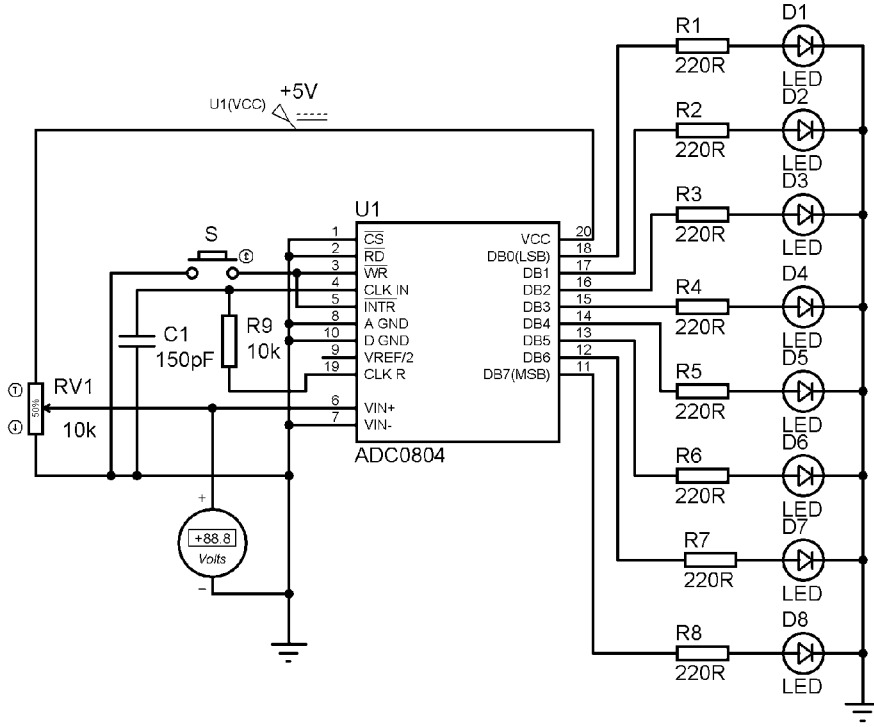 D1
R1
220R
LED
+5V
U1(VCC)
D2
R2
220R
LED
D3
R3
220R
LED
U1
S
1 C̅S̅
2 R̅D̅
3 W̅R̅
4 CLK IN
5 I̅N̅T̅R̅
8 A GND
10 D GND
9 VREF/2
19 CLK R
6 VIN+
7 VIN-
VCC 20
DB0(LSB) 18
DB1 17
DB2 16
DB3 15
DB4 14
DB5 13
DB6 12
DB7(MSB) 11
ADC0804
C1
150pF
R9
10k
RV1
50%
10k
+
+88.8
Volts
−
D4
R4
220R
LED
D5
R5
220R
LED
D6
R6
220R
LED
D7
R7
220R
LED
D8
R8
220R
LED